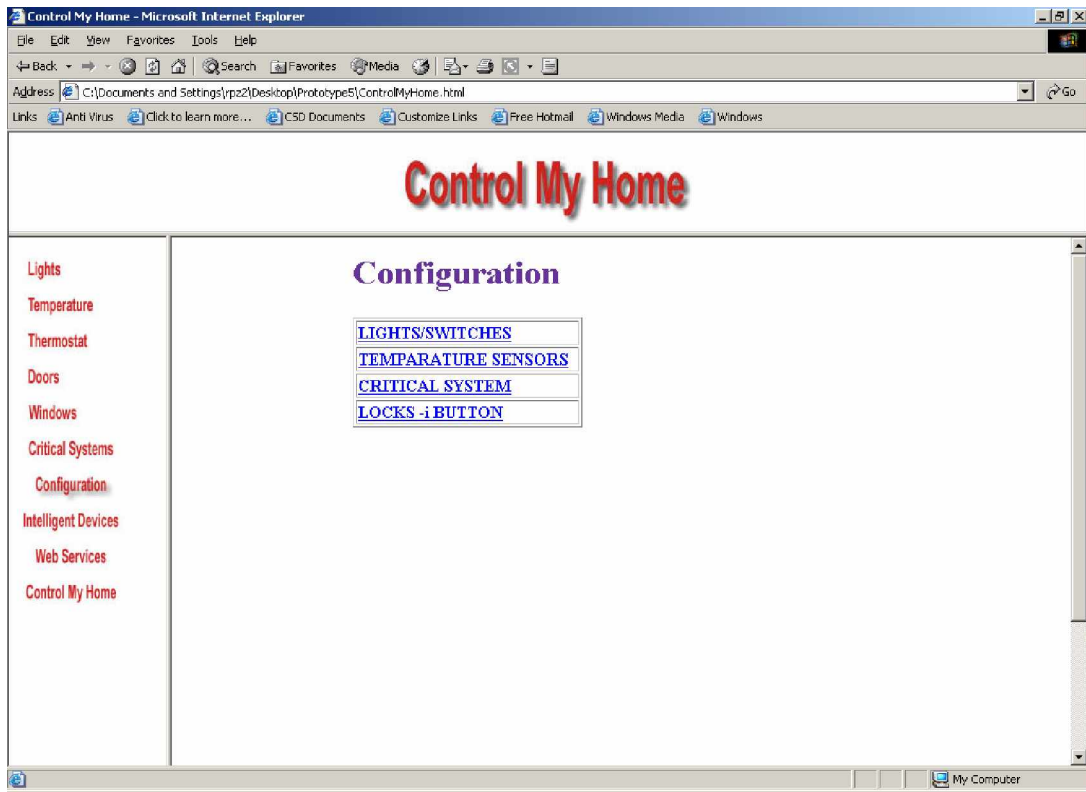 Control My Home - Microsoft Internet Explorer
File Edit View Favorites Tools Help
Back Search Favorites Media
Address C:\Documents and Settings\rpz2\Desktop\Prototype5\ControlMyHome.html Go
Links Anti Virus Click to learn more... CSD Documents Customize Links Free Hotmail Windows Media Windows
Control My Home
Lights
Temperature
Thermostat
Doors
Windows
Critical Systems
Configuration
Intelligent Devices
Web Services
Control My Home
Configuration
LIGHTS/SWITCHES
TEMPARATURE SENSORS
CRITICAL SYSTEM
LOCKS -i BUTTON
My Computer